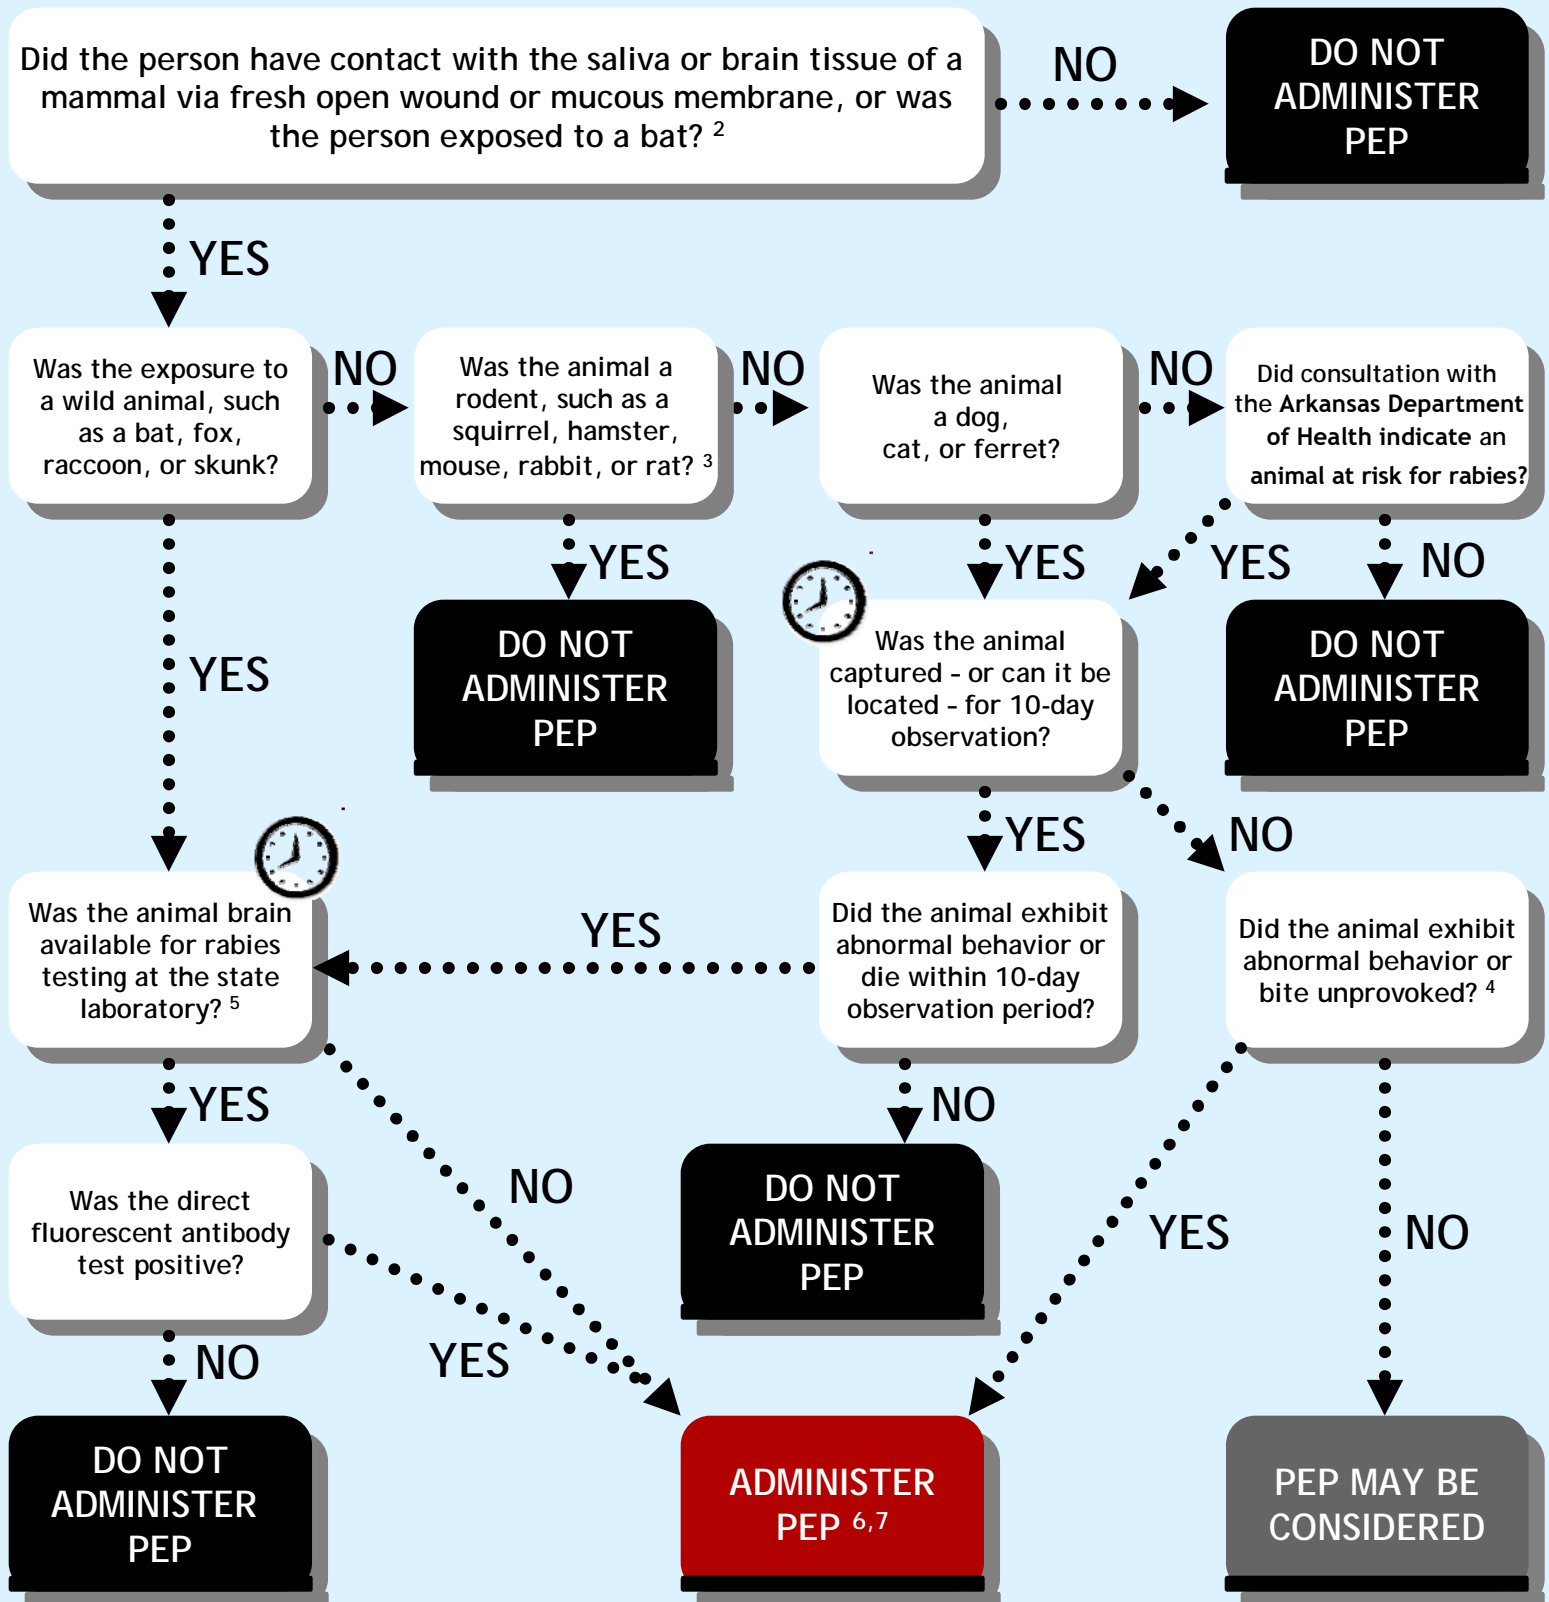 Did the person have contact with the saliva or brain tissue of a
mammal via fresh open wound or mucous membrane, or was
the person exposed to a bat? 2
NO
DO NOT
ADMINISTER
PEP
YES
Was the exposure to
a wild animal, such
as a bat, fox,
raccoon, or skunk?
NO
Was the animal a
rodent, such as a
squirrel, hamster,
mouse, rabbit, or rat? 3
NO
Was the animal
a dog,
cat, or ferret?
NO
Did consultation with
the Arkansas Department
of Health indicate an
animal at risk for rabies?
YES
YES
YES
YES
NO
DO NOT
ADMINISTER
PEP
Was the animal
captured - or can it be
located - for 10-day
observation?
DO NOT
ADMINISTER
PEP
YES
NO
Was the animal brain
available for rabies
testing at the state
laboratory? 5
YES
Did the animal exhibit
abnormal behavior or
die within 10-day
observation period?
Did the animal exhibit
abnormal behavior or
bite unprovoked? 4
YES
NO
NO
YES
NO
Was the direct
fluorescent antibody
test positive?
DO NOT
ADMINISTER
PEP
NO
YES
DO NOT
ADMINISTER
PEP
ADMINISTER
PEP 6,7
PEP MAY BE
CONSIDERED